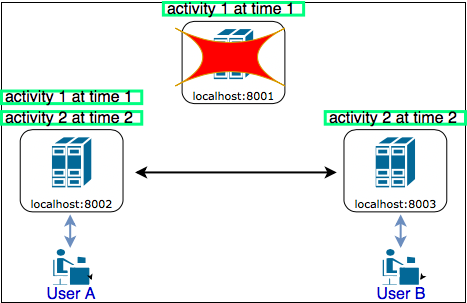 activity 1 at time 1
localhost:8001
activity 1 at time 1
activity 2 at time 2
activity 2 at time 2
localhost:8002
localhost:8003
User A
User B